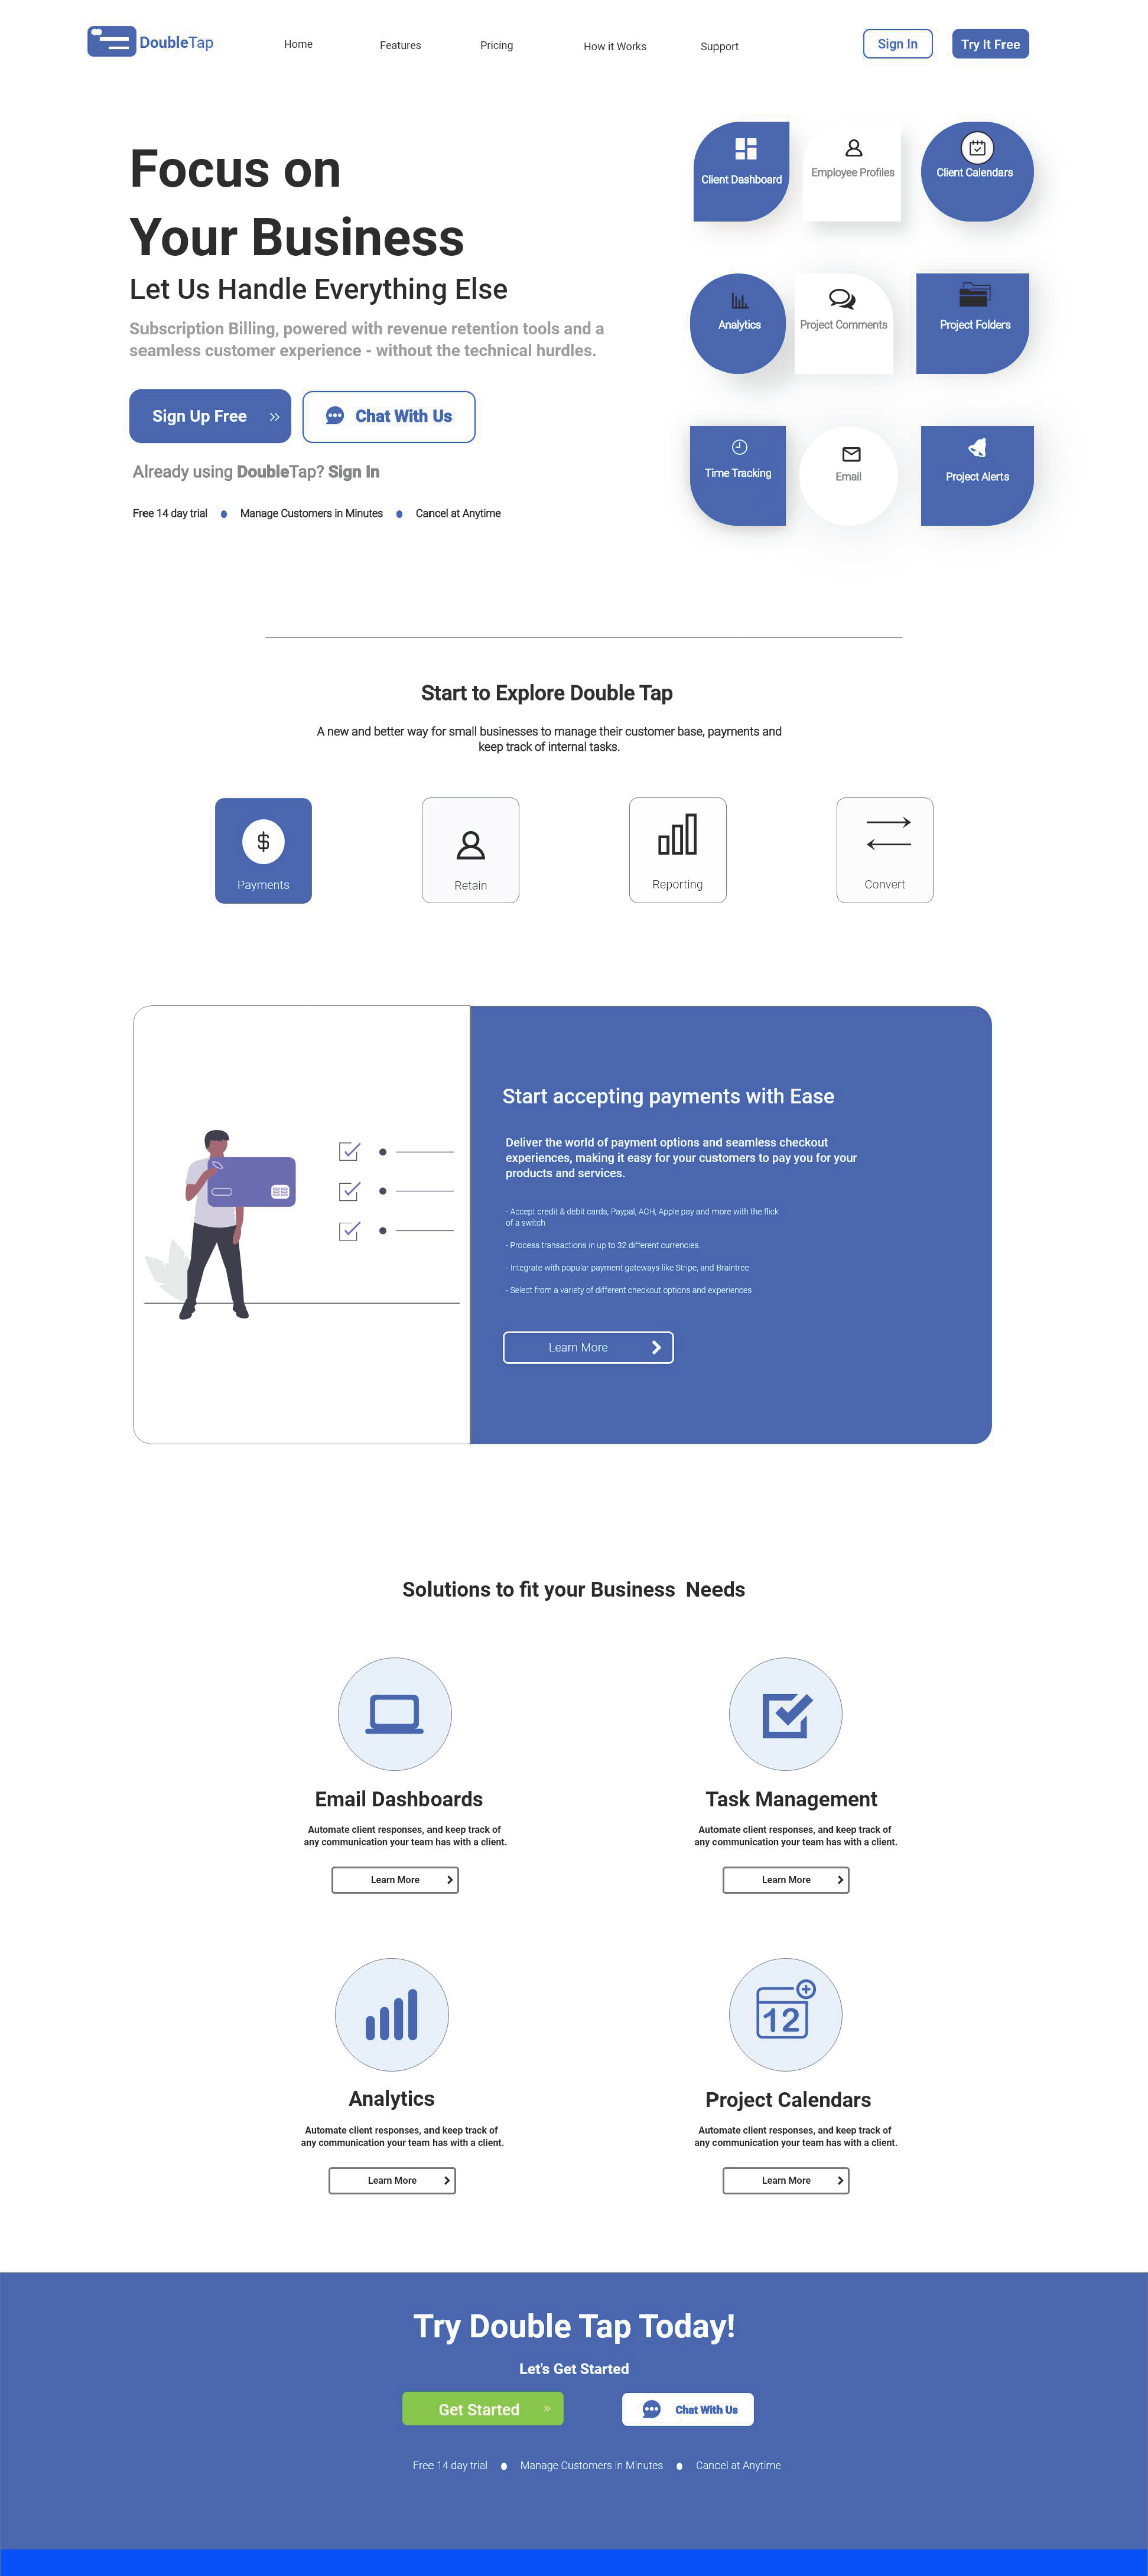 DoubleTap
Home
Features
Pricing
How it Works
Support
Sign In
Try It Free
Focus on
Your Business
Let Us Handle Everything Else
Subscription Billing, powered with revenue retention tools and a
seamless customer experience - without the technical hurdles.
Sign Up Free
Chat With Us
Already using DoubleTap? Sign In
Free 14 day trial
Manage Customers in Minutes
Cancel at Anytime
Client Dashboard
Employee Profiles
Client Calendars
Analytics
Project Comments
Project Folders
Time Tracking
Email
Project Alerts
Start to Explore Double Tap
A new and better way for small businesses to manage their customer base, payments and
keep track of internal tasks.
$
Payments
Retain
Reporting
Convert
Start accepting payments with Ease
Deliver the world of payment options and seamless checkout
experiences, making it easy for your customers to pay you for your
products and services.
- Accept credit & debit cards, Paypal, ACH, Apple pay and more with the flick
of a switch
- Process transactions in up to 32 different currencies.
- Integrate with popular payment gateways like Stripe, and Braintree
- Select from a variety of different checkout options and experiences
Learn More
Solutions to fit your Business Needs
Email Dashboards
Automate client responses, and keep track of
any communication your team has with a client.
Learn More
Task Management
Automate client responses, and keep track of
any communication your team has with a client.
Learn More
Analytics
Automate client responses, and keep track of
any communication your team has with a client.
Learn More
12
Project Calendars
Automate client responses, and keep track of
any communication your team has with a client.
Learn More
Try Double Tap Today!
Let's Get Started
Get Started
Chat With Us
Free 14 day trial
Manage Customers in Minutes
Cancel at Anytime